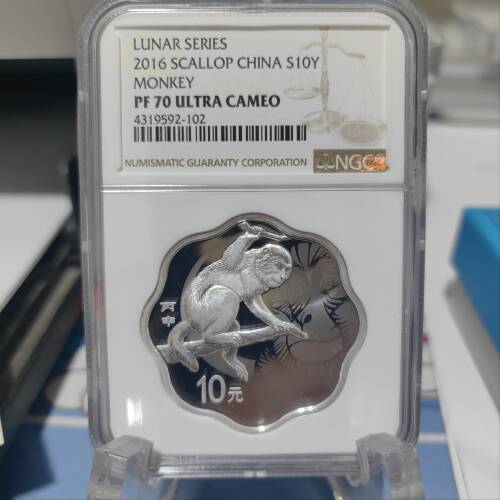 LUNAR SERIES
2016 SCALLOP CHINA S10Y
MONKEY
PF 70 ULTRA CAMEO
4319592-102
NUMISMATIC GUARANTY CORPORATION
NGC
丙申
10元